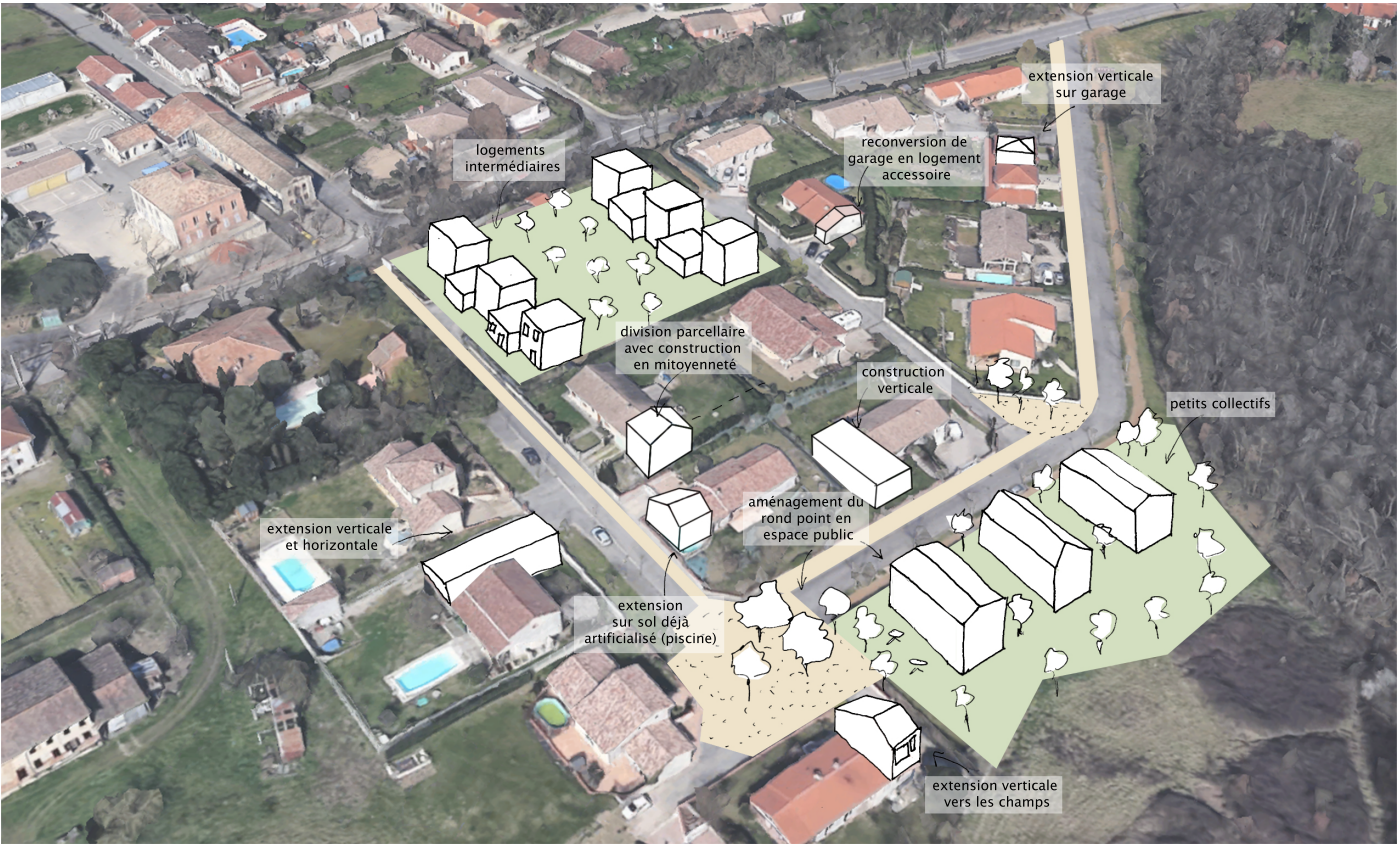 extension verticale
sur garage
logements
intermédiaires
reconversion de
garage en logement
accessoire
division parcellaire
avec construction
en mitoyenneté
construction
verticale
petits collectifs
extension verticale
et horizontale
aménagement du
rond point en
espace public
extension
sur sol déjà
artificialisé (piscine)
extension verticale
vers les champs